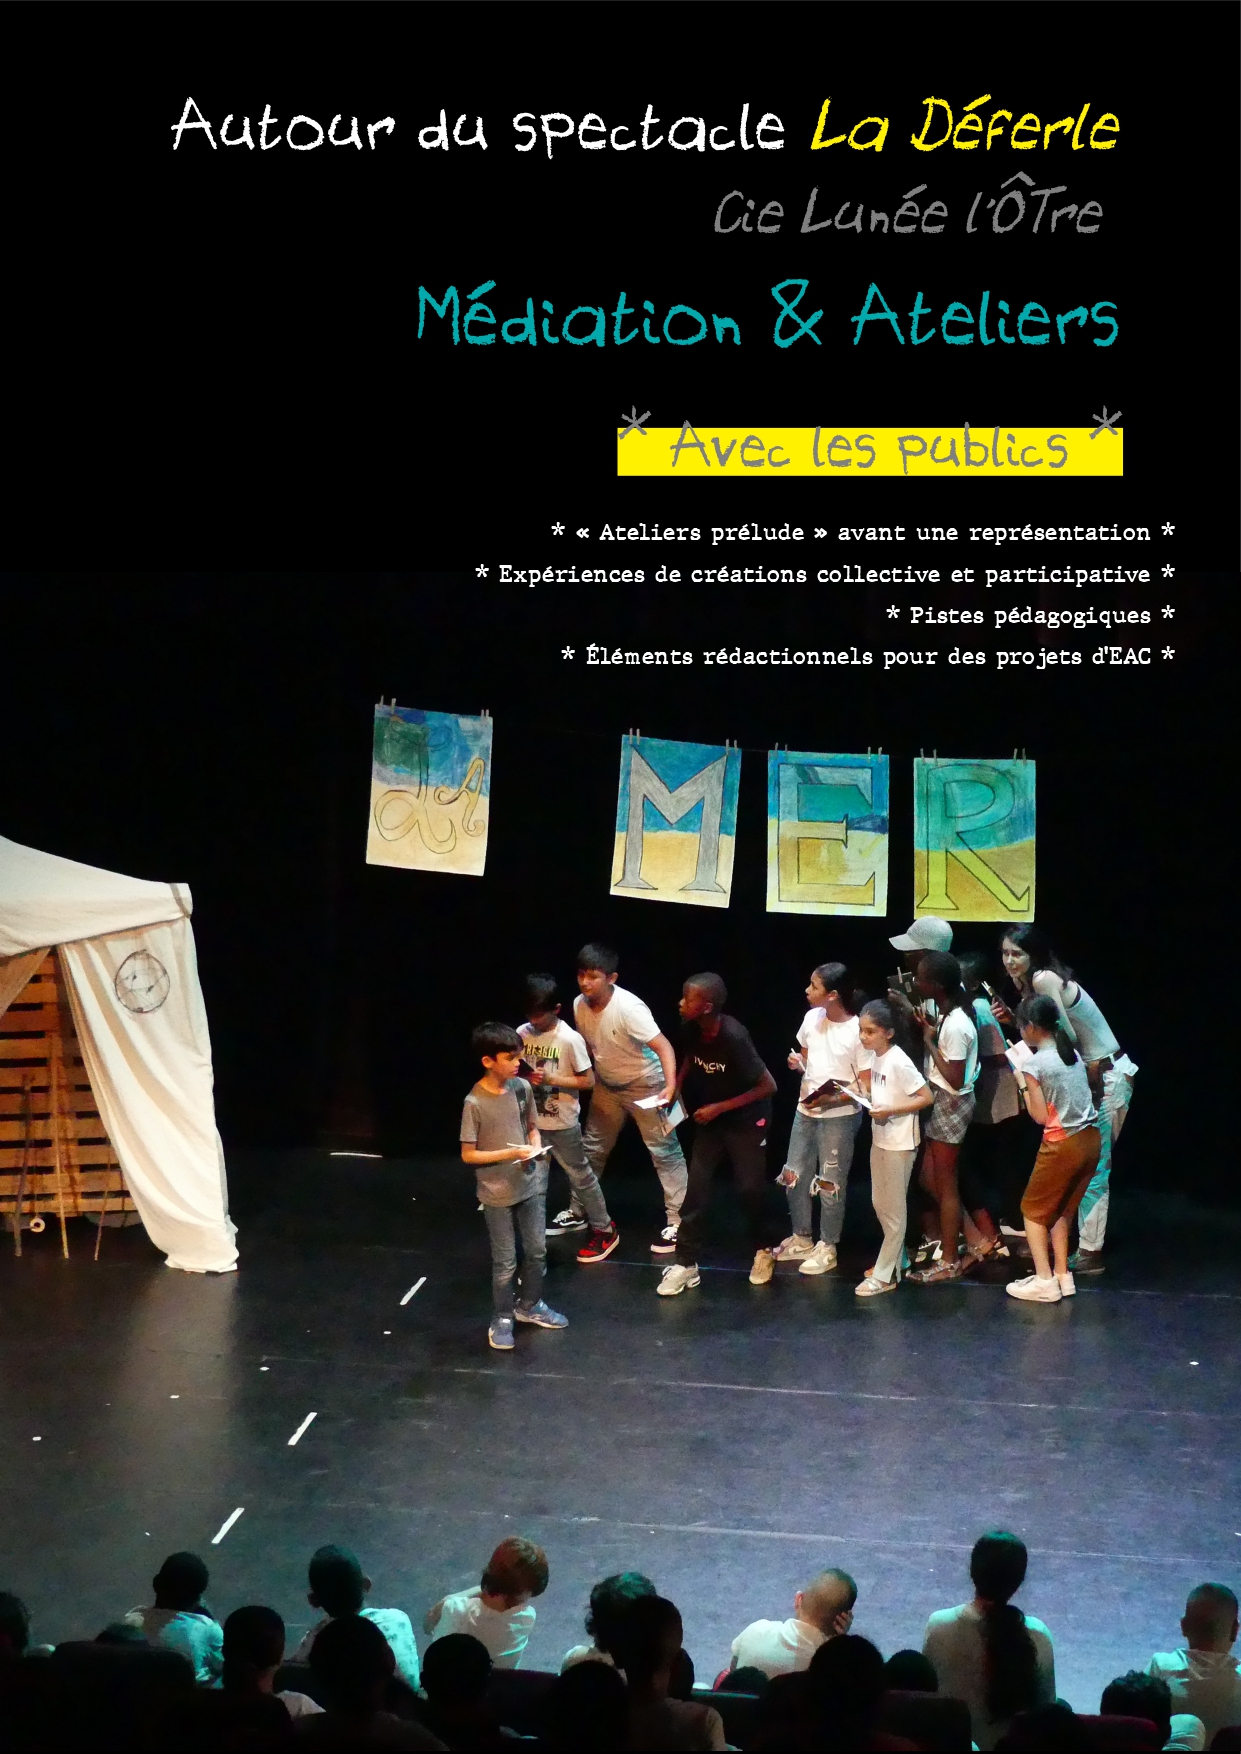 Autour du spectacle La Déferle
Cie Lunée l'ÔTre
Médiation & Ateliers
* Avec les publics *
* « Ateliers prélude » avant une représentation *
* Expériences de créations collective et participative *
* Pistes pédagogiques *
* Éléments rédactionnels pour des projets d'EAC *
LA MER